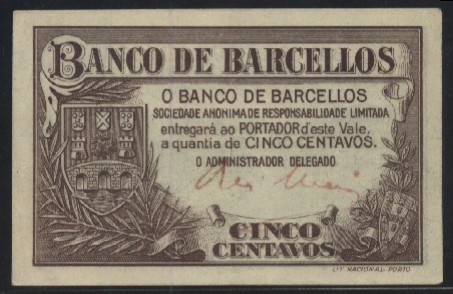 BANCO DE BARCELLOS
O BANCO DE BARCELLOS
SOCIEDADE ANONIMA DE RESPONSABILIDADE LIMITADA
entregará ao PORTADOR d'este Vale,
a quantia de CINCO CENTAVOS.
O ADMINISTRADOR DELEGADO
CINCO
CENTAVOS
LIT. NACIONAL-PORTO